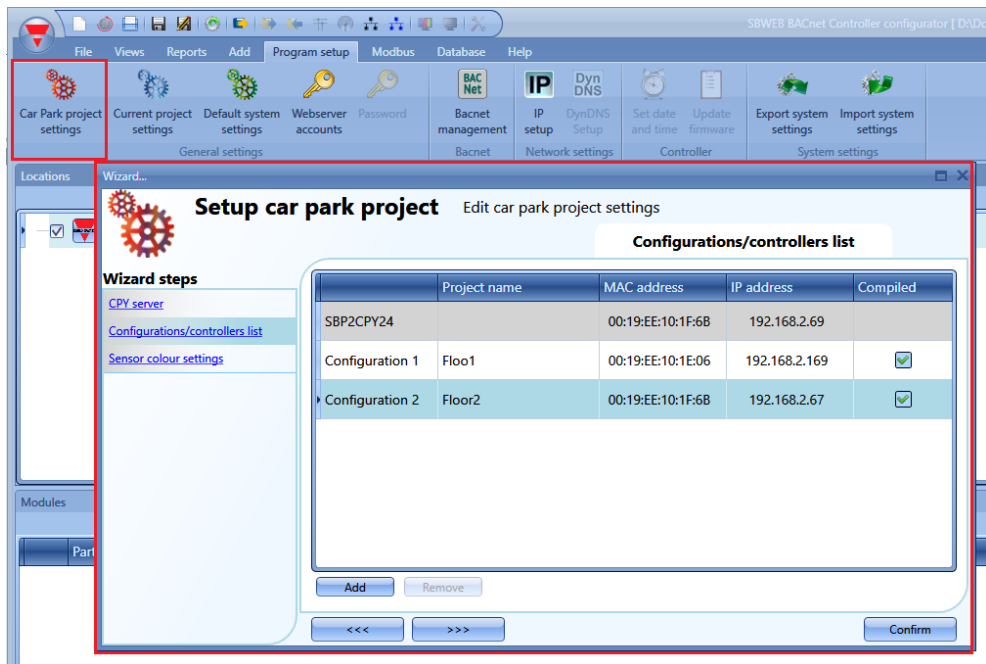 SBWEB BACnet Controller configurator [ D:\Do
File Views Reports Add Program setup Modbus Database Help
BAC Net IP Dyn DNS
Car Park project settings Current project settings Default system settings Webserver accounts Password Bacnet management IP setup DynDNS Setup Set date and time Update firmware Export system settings Import system settings
General settings Bacnet Network settings Controller System settings
Locations Wizard...
Setup car park project Edit car park project settings
Configurations/controllers list
Wizard steps
CPY server
Configurations/controllers list
Sensor colour settings
Project name MAC address IP address Compiled
SBP2CPY24 00:19:EE:10:1F:6B 192.168.2.69
Configuration 1 Floo1 00:19:EE:10:1E:06 192.168.2.169
Configuration 2 Floor2 00:19:EE:10:1F:6B 192.168.2.67
Modules
Part
Add Remove
<<< >>> Confirm